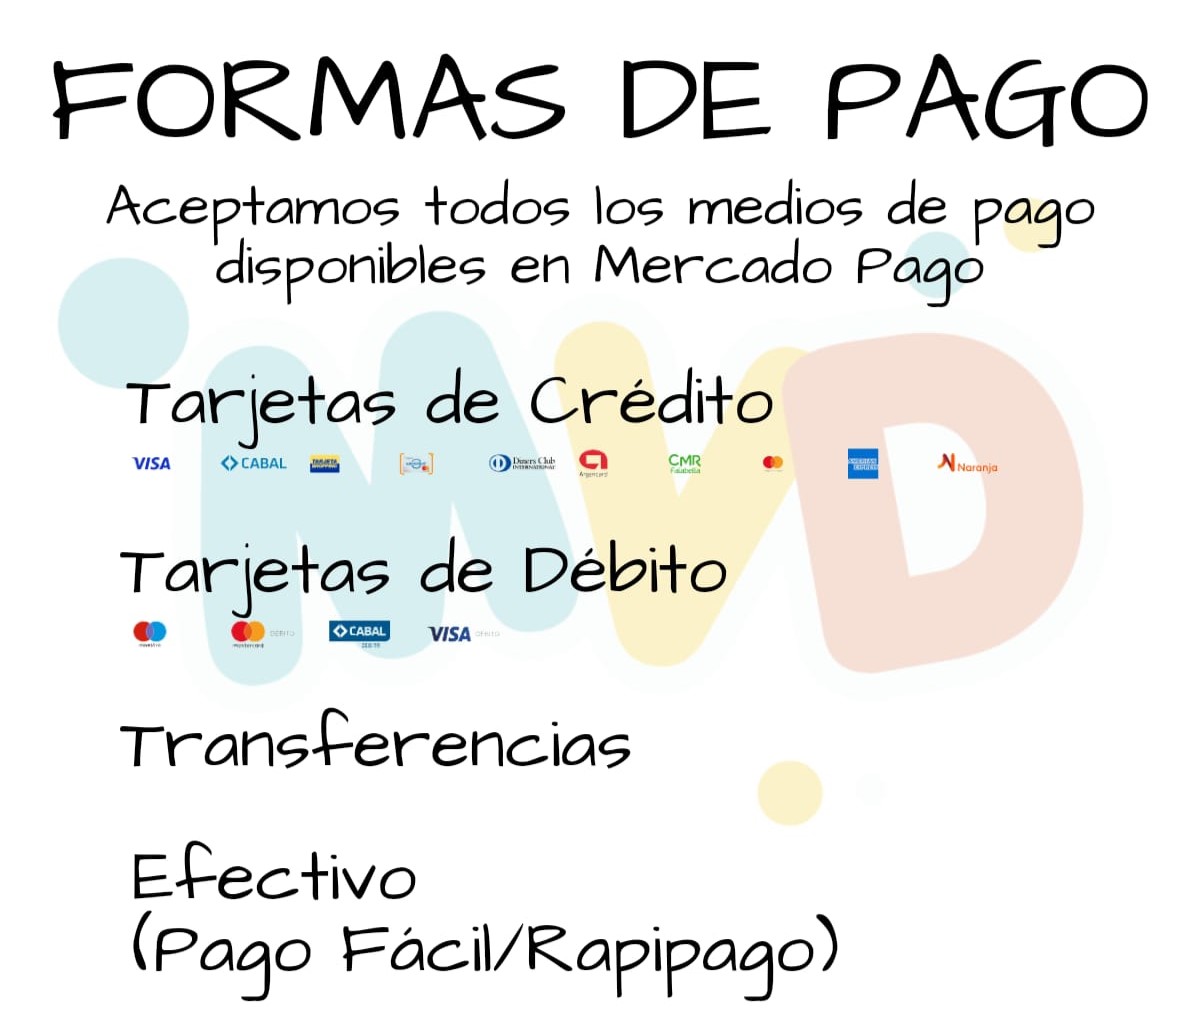 FORMAS DE PAGO
Aceptamos todos los medios de pago
disponibles en Mercado Pago
Tarjetas de Crédito
VISA CABAL TARJETA SHOPPING Diners Club INTERNATIONAL Argencard CMR Falabella AMERICAN EXPRESS Naranja
Tarjetas de Débito
maestro mastercard DEBITO CABAL DEBITO VISA DEBITO
Transferencias
Efectivo
(Pago Fácil/Rapipago)
MVD